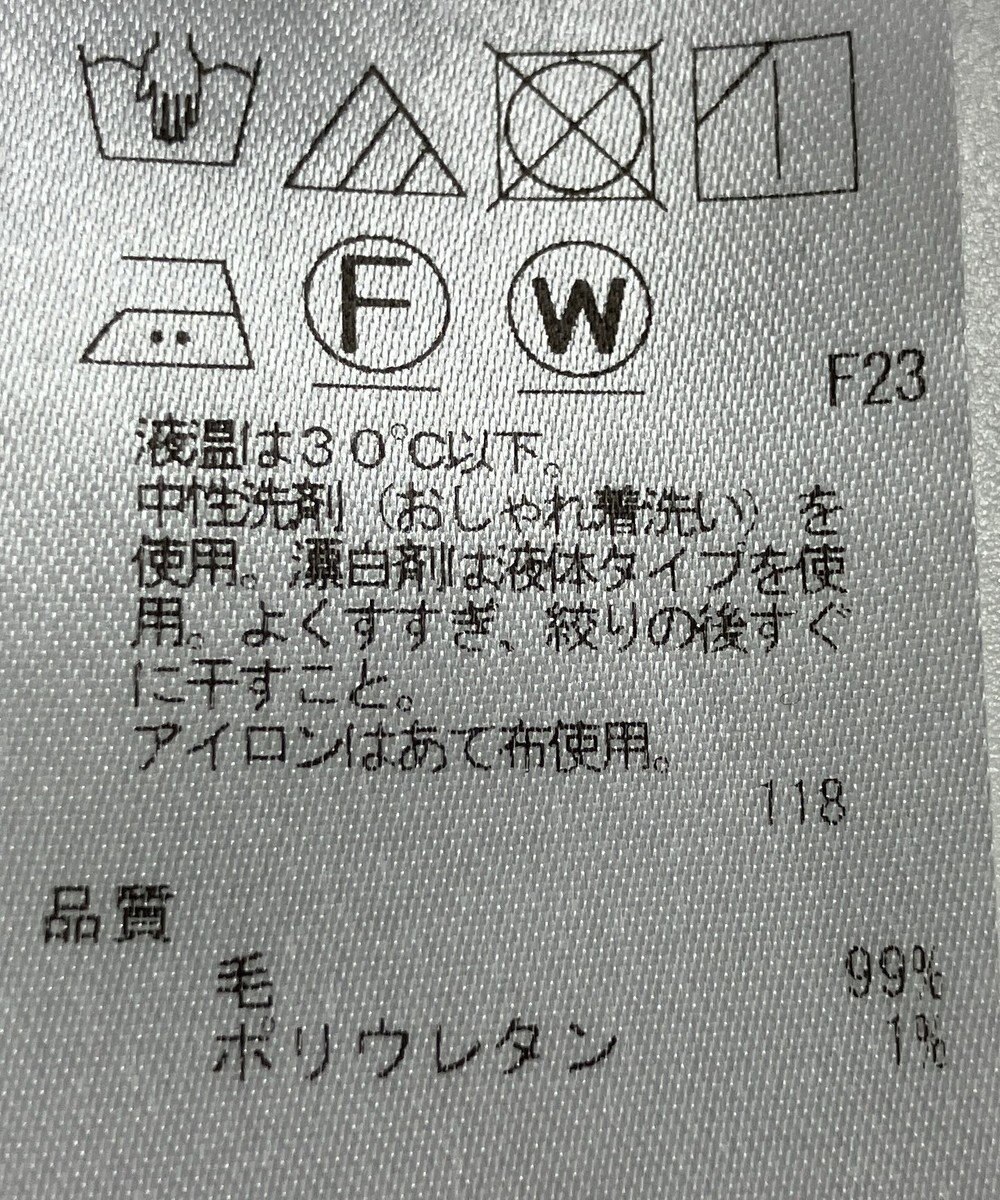 F
W
F23
液温は30℃以下。
中性洗剤（おしゃれ着洗い）を
使用。漂白剤は液体タイプを使
用。よくすすぎ、絞りの後すぐ
に干すこと。
アイロンはあて布使用。
118
品質
毛 99%
ポリウレタン 1%